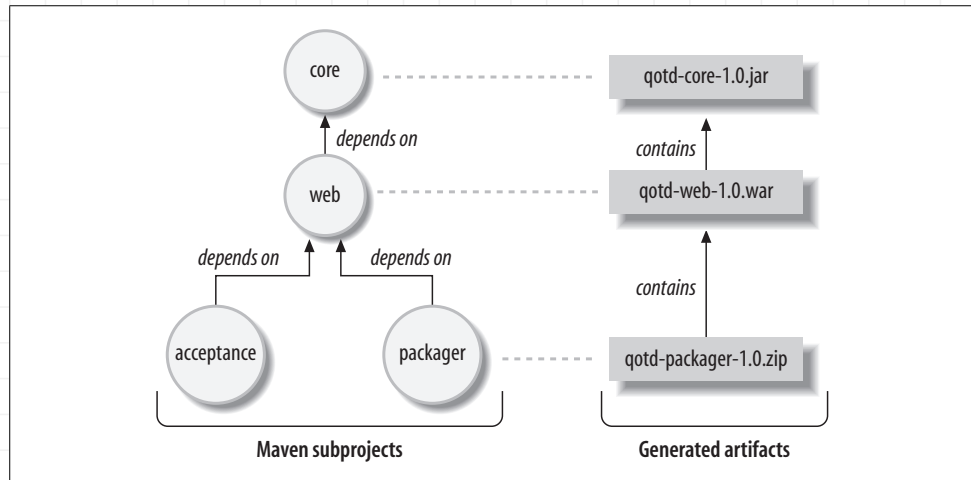 core
qotd-core-1.0.jar
depends on
contains
web
qotd-web-1.0.war
depends on
depends on
contains
acceptance
packager
qotd-packager-1.0.zip
Maven subprojects
Generated artifacts